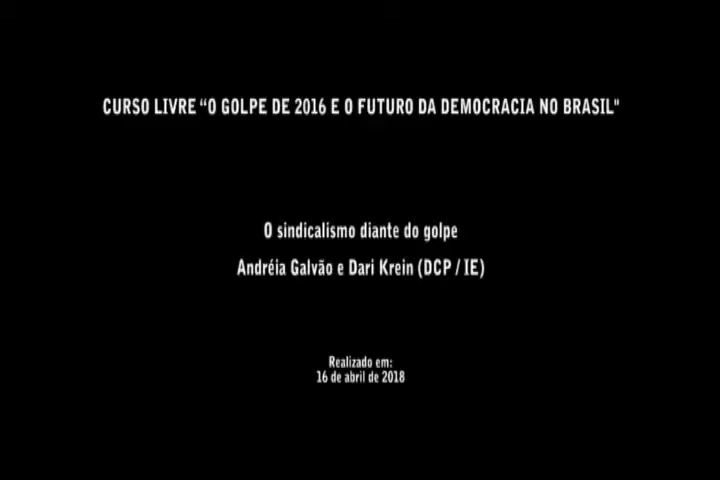 CURSO LIVRE “O GOLPE DE 2016 E O FUTURO DA DEMOCRACIA NO BRASIL"
O sindicalismo diante do golpe
Andréia Galvão e Dari Krein (DCP / IE)
Realizado em:
16 de abril de 2018